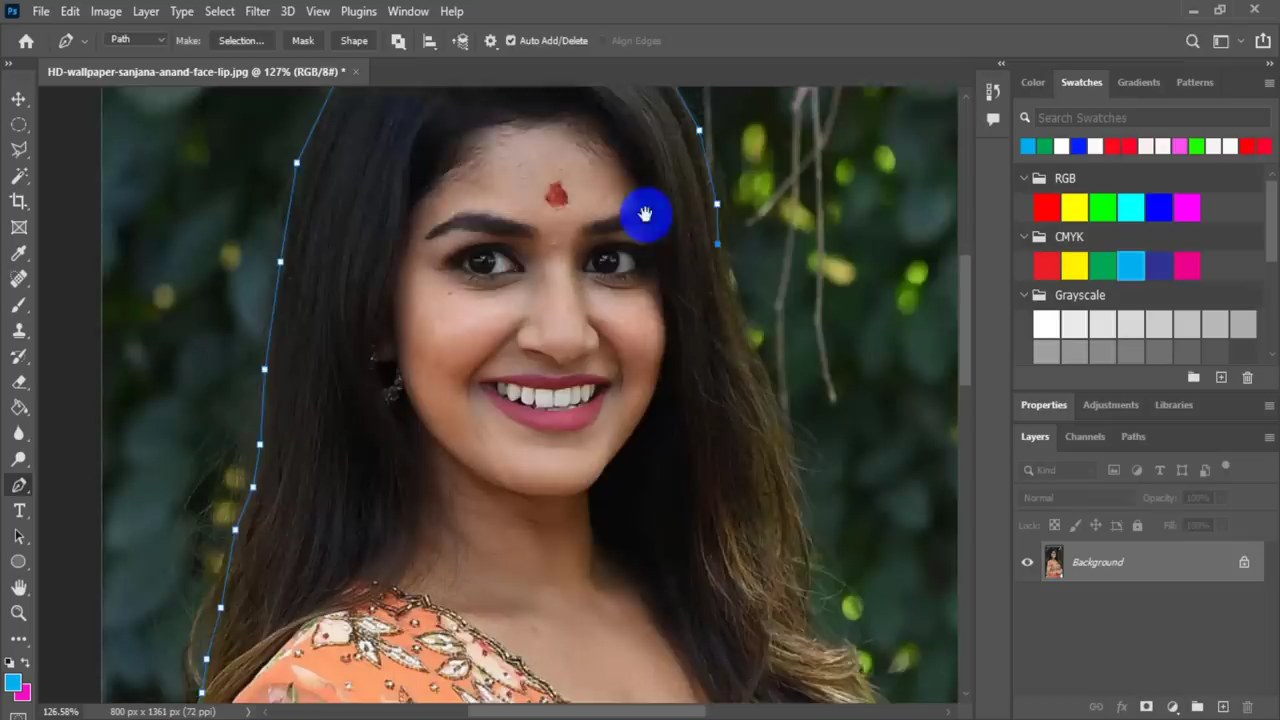 Ps File Edit Image Layer Type Select Filter 3D View Plugins Window Help
Path Make: Selection... Mask Shape Auto Add/Delete Align Edges
HD-wallpaper-sanjana-anand-face-lip.jpg @ 127% (RGB/8#) *
Color Swatches Gradients Patterns
Search Swatches
RGB
CMYK
Grayscale
Properties Adjustments Libraries
Layers Channels Paths
Kind
Normal Opacity: 100%
Lock: Fill: 100%
Background
126.58% 800 px x 1361 px (72 ppi)